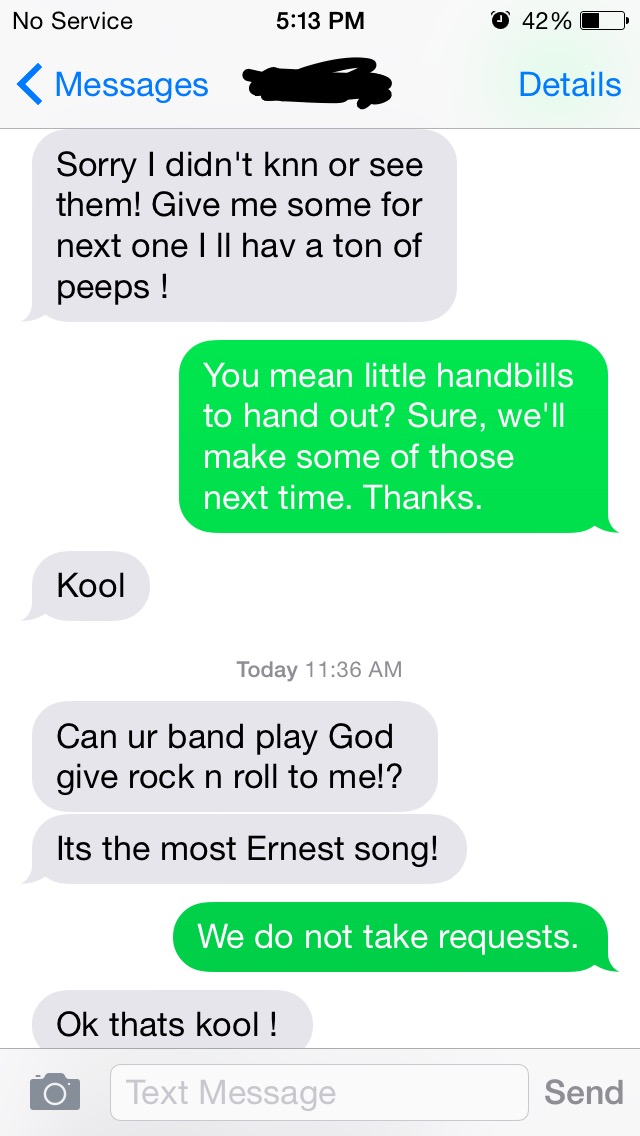 No Service 5:13 PM 42%
Messages Details
Sorry I didn't knn or see
them! Give me some for
next one I ll hav a ton of
peeps !
You mean little handbills
to hand out? Sure, we'll
make some of those
next time. Thanks.
Kool
Today 11:36 AM
Can ur band play God
give rock n roll to me!?
Its the most Ernest song!
We do not take requests.
Ok thats kool !
Text Message Send